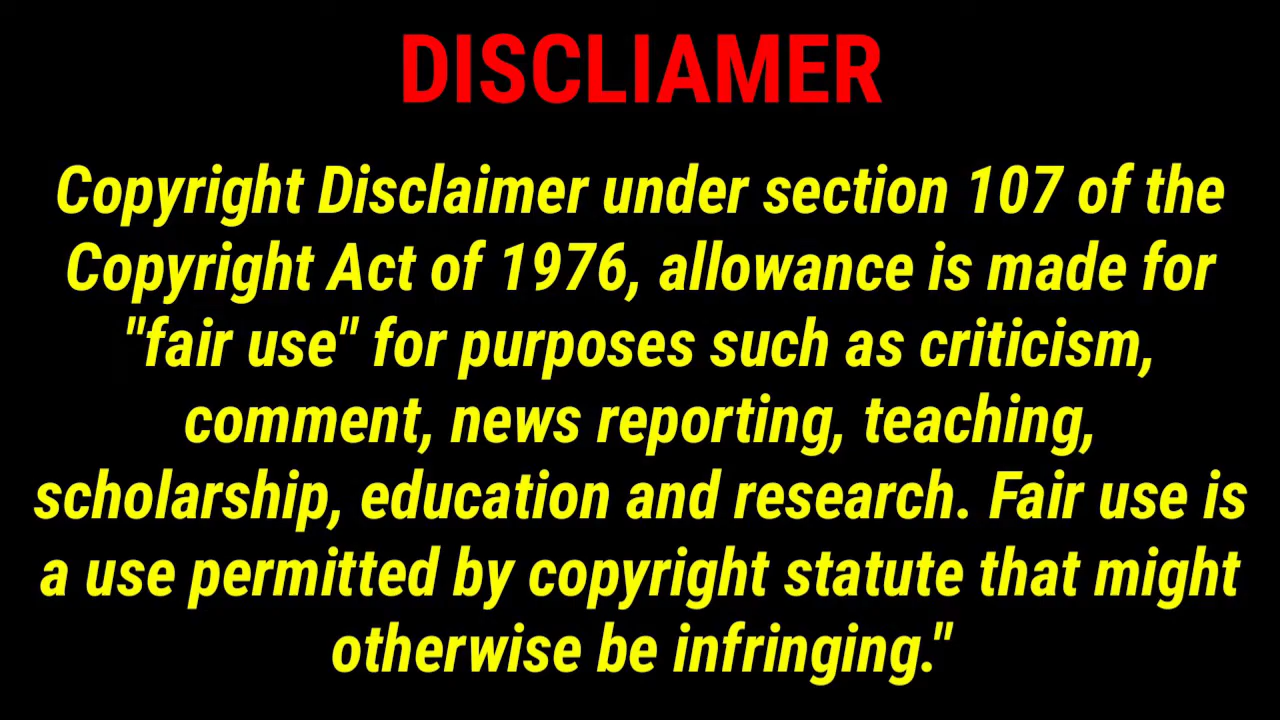 DISCLIAMER
Copyright Disclaimer under section 107 of the
Copyright Act of 1976, allowance is made for
"fair use" for purposes such as criticism,
comment, news reporting, teaching,
scholarship, education and research. Fair use is
a use permitted by copyright statute that might
otherwise be infringing."